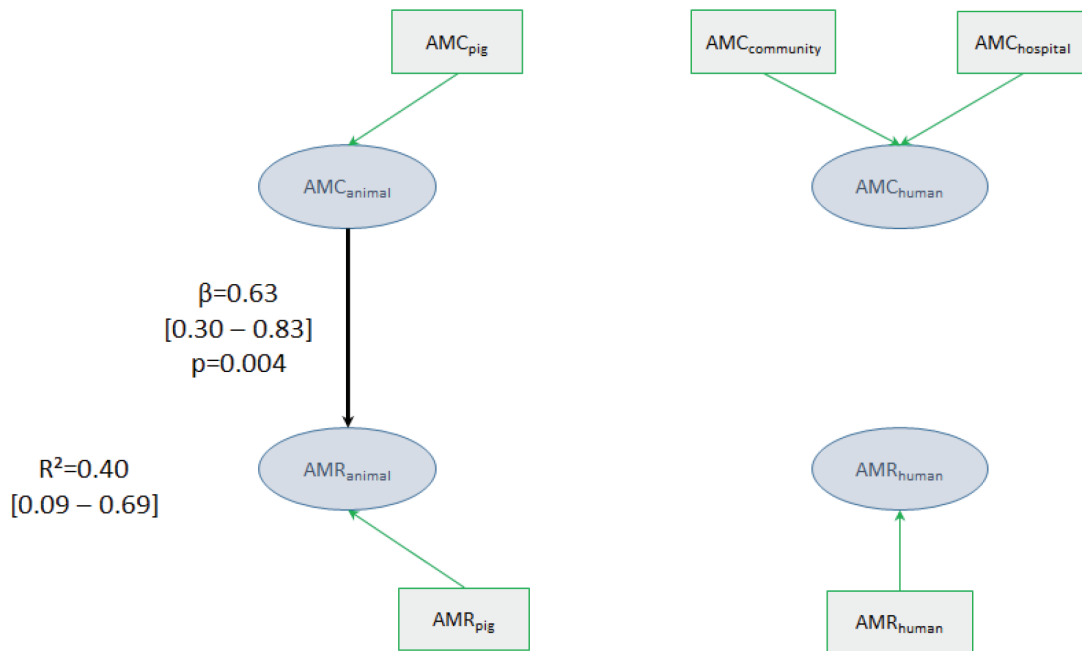 AMCpig
AMCcommunity
AMChospital
AMCanimal
AMChuman
β=0.63
[0.30 – 0.83]
p=0.004
R²=0.40
[0.09 – 0.69]
AMRanimal
AMRhuman
AMRpig
AMRhuman